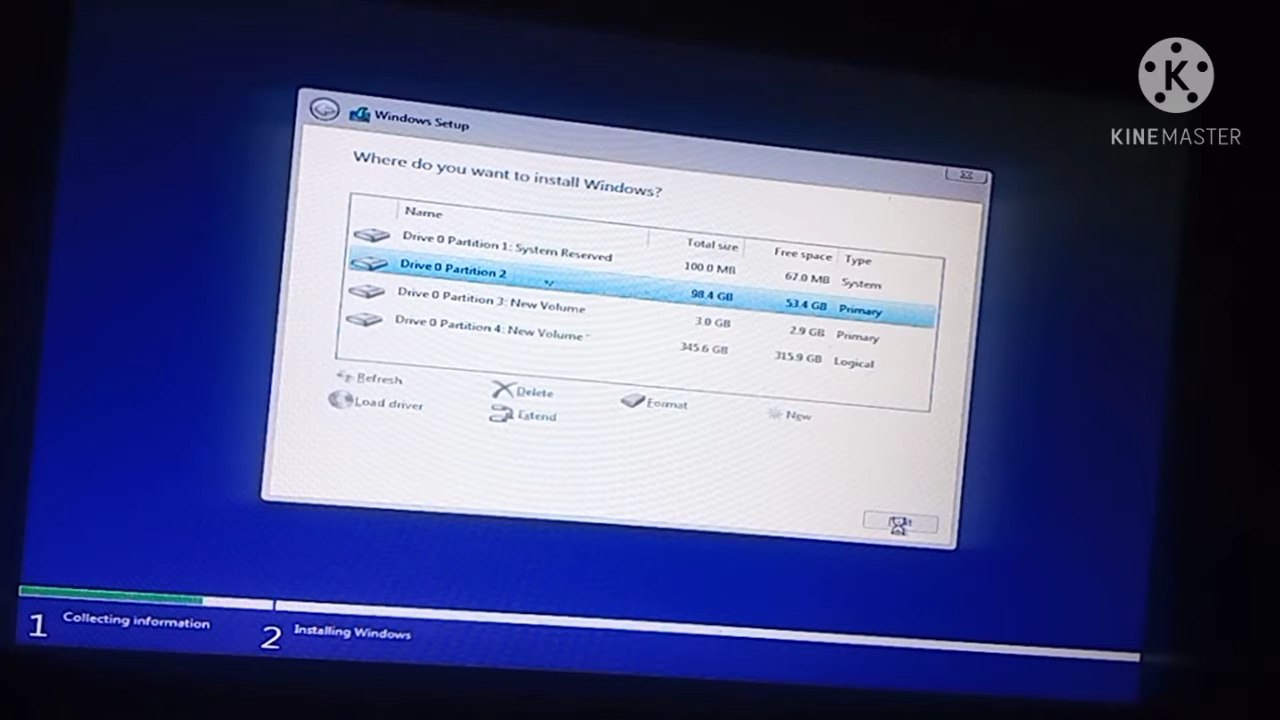 KINEMASTER
Windows Setup
Where do you want to install Windows?
Name Total size Free space Type
Drive 0 Partition 1: System Reserved 100.0 MB 67.0 MB System
Drive 0 Partition 2 98.4 GB 53.4 GB Primary
Drive 0 Partition 3: New Volume 3.0 GB 2.9 GB Primary
Drive 0 Partition 4: New Volume 345.6 GB 315.9 GB Logical
Refresh Delete Format New
Load driver Extend
1 Collecting information 2 Installing Windows